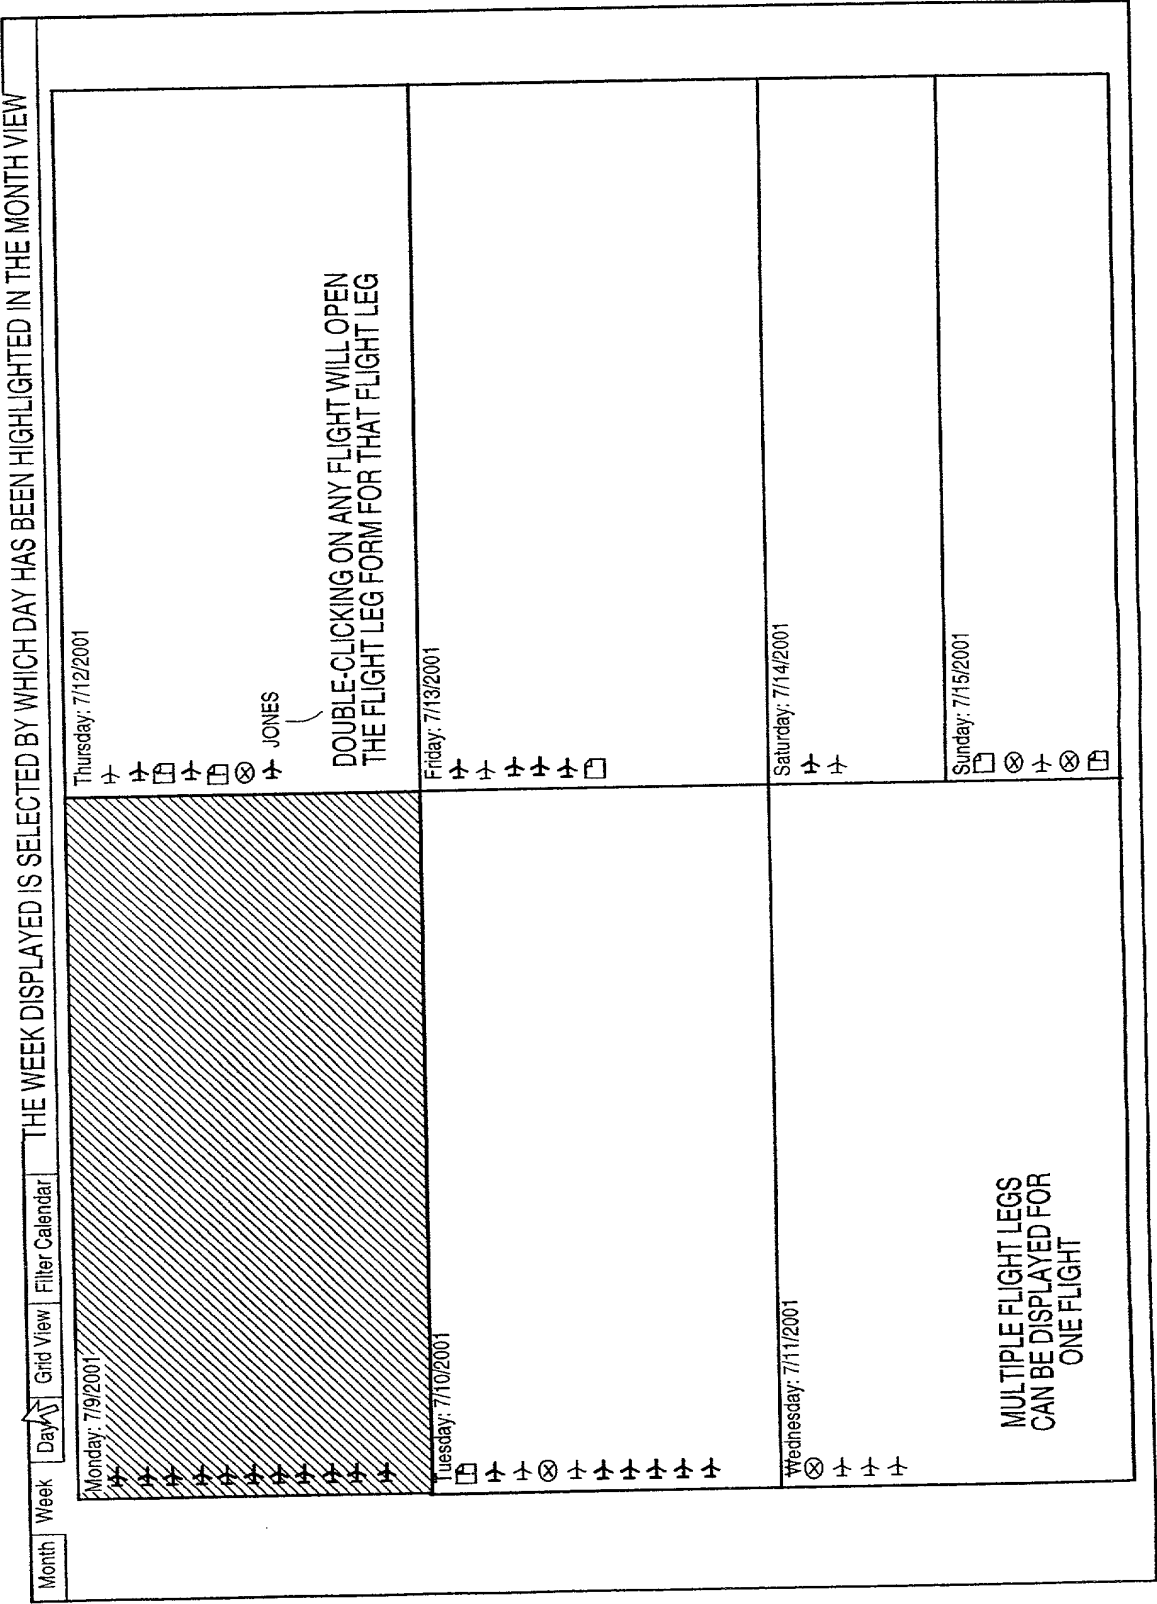 THE WEEK DISPLAYED IS SELECTED BY WHICH DAY HAS BEEN HIGHLIGHTED IN THE MONTH VIEW
Month Week Day Grid View Filter Calendar
Monday: 7/9/2001
Tuesday: 7/10/2001
Wednesday: 7/11/2001
MULTIPLE FLIGHT LEGS
CAN BE DISPLAYED FOR
ONE FLIGHT
Thursday: 7/12/2001
JONES
DOUBLE-CLICKING ON ANY FLIGHT WILL OPEN
THE FLIGHT LEG FORM FOR THAT FLIGHT LEG
Friday: 7/13/2001
Saturday: 7/14/2001
Sunday: 7/15/2001